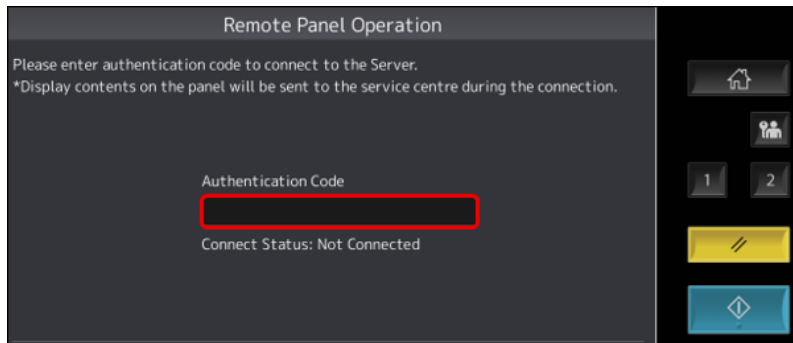 Remote Panel Operation
Please enter authentication code to connect to the Server.
*Display contents on the panel will be sent to the service centre during the connection.
Authentication Code
Connect Status: Not Connected
1 2